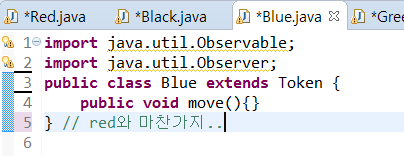 *Red.java *Black.java *Blue.java *Gre
1 import java.util.Observable;
2 import java.util.Observer;
3 public class Blue extends Token {
4 public void move(){}
5 } // red와 마찬가지..
6